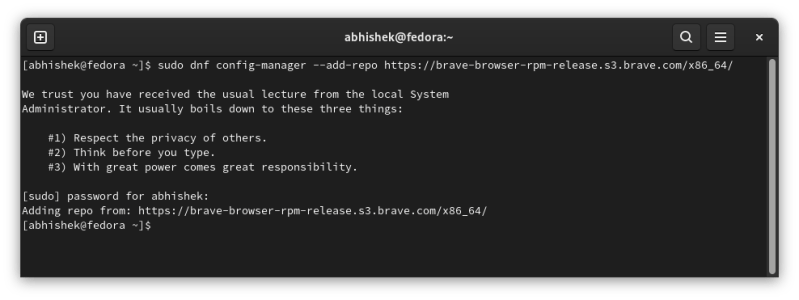 abhishek@fedora:~
[abhishek@fedora ~]$ sudo dnf config-manager --add-repo https://brave-browser-rpm-release.s3.brave.com/x86_64/
We trust you have received the usual lecture from the local System
Administrator. It usually boils down to these three things:
#1) Respect the privacy of others.
#2) Think before you type.
#3) With great power comes great responsibility.
[sudo] password for abhishek:
Adding repo from: https://brave-browser-rpm-release.s3.brave.com/x86_64/
[abhishek@fedora ~]$